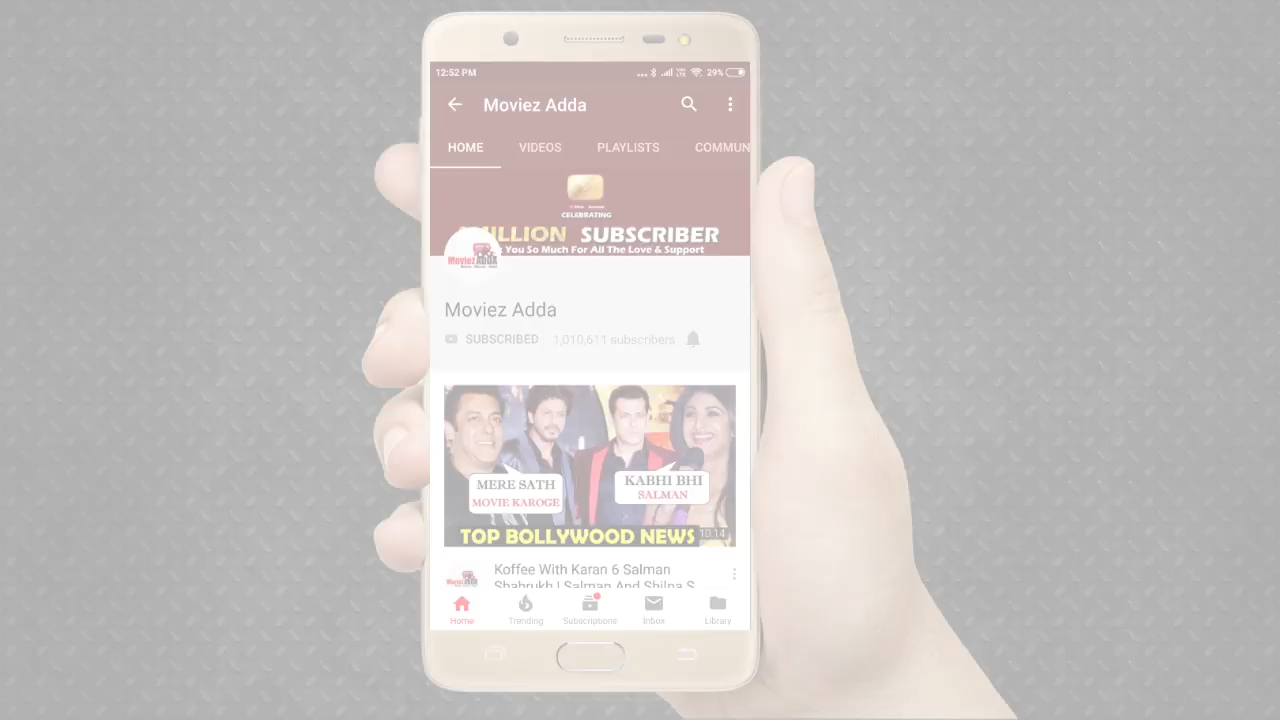 12:52 PM
29%
Moviez Adda
HOME VIDEOS PLAYLISTS COMMUN
CELEBRATING
MILLION SUBSCRIBER
You So Much For All The Love & Support
Moviez ADDA
Moviez Adda
SUBSCRIBED 1,010,611 subscribers
MERE SATH
MOVIE KAROGE
KABHI BHI
SALMAN
TOP BOLLYWOOD NEWS
10:14
Koffee With Karan 6 Salman
Shahrukh | Salman And Shilpa S
Home Trending Subscriptions Inbox Library